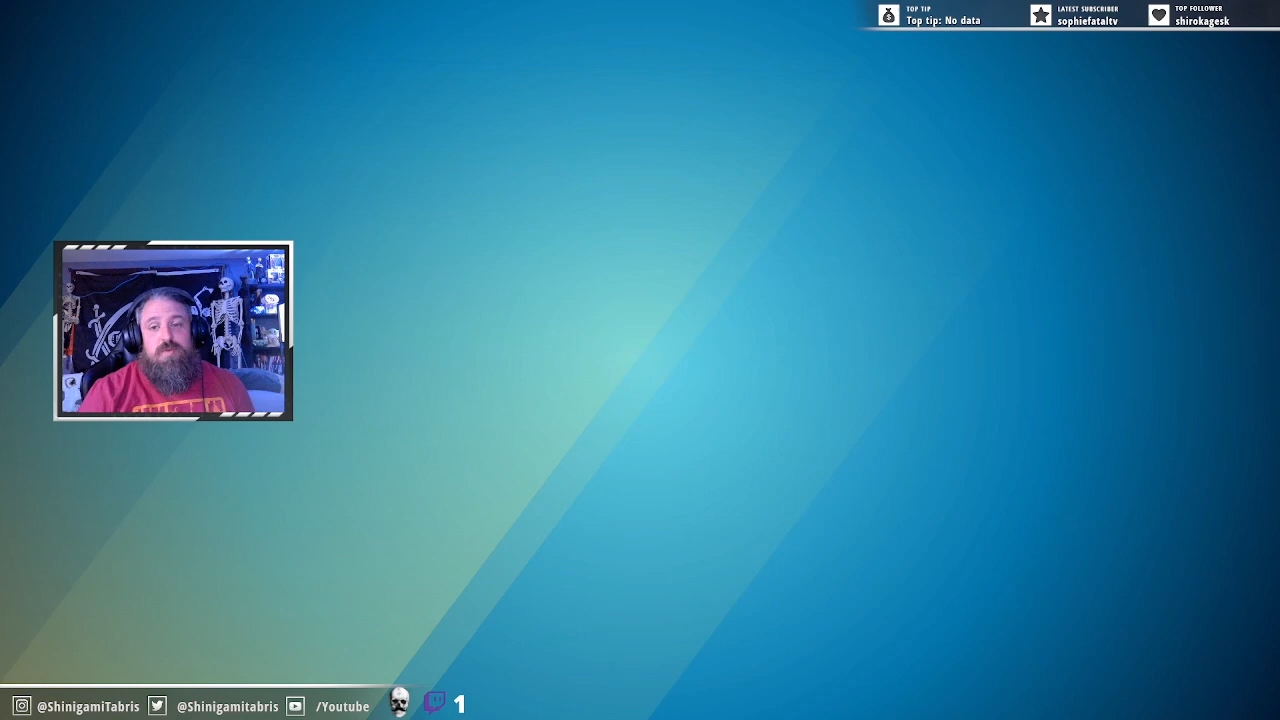 TOP TIP
Top tip: No data
LATEST SUBSCRIBER
sophiefataltv
TOP FOLLOWER
shirokagesk
@ShinigamiTabris
@Shinigamitabris
/Youtube
1